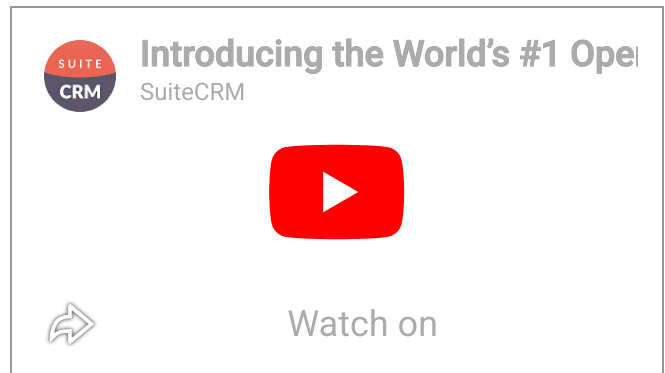 SUITE
CRM
Introducing the World’s #1 Ope
SuiteCRM
Watch on